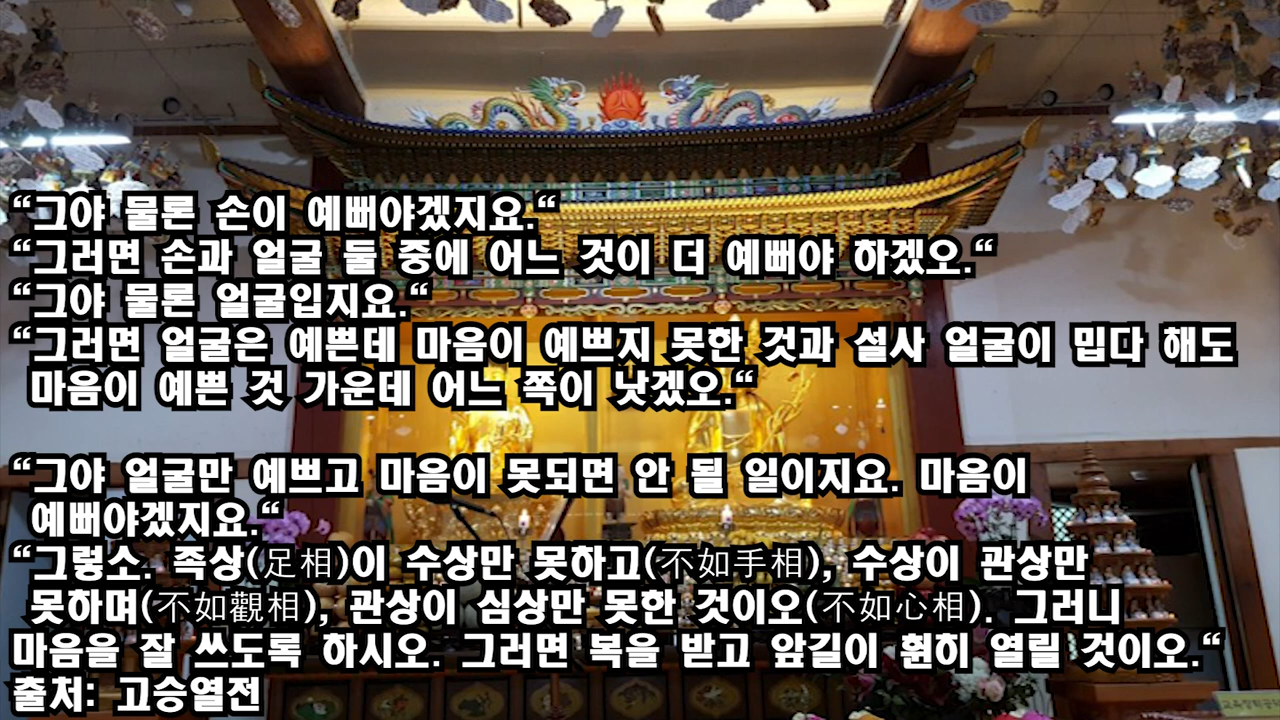 “그야 물론 손이 예뻐야겠지요.“
“그러면 손과 얼굴 둘 중에 어느 것이 더 예뻐야 하겠오.“
“그야 물론 얼굴입지요.“
“그러면 얼굴은 예쁜데 마음이 예쁘지 못한 것과 설사 얼굴이 밉다 해도
마음이 예쁜 것 가운데 어느 쪽이 낫겠오.“
“그야 얼굴만 예쁘고 마음이 못되면 안 될 일이지요. 마음이
예뻐야겠지요.“
“그렇소. 족상(足相)이 수상만 못하고(不如手相), 수상이 관상만
못하며(不如觀相), 관상이 심상만 못한 것이오(不如心相). 그러니
마음을 잘 쓰도록 하시오. 그러면 복을 받고 앞길이 훤히 열릴 것이오.“
출처: 고승열전